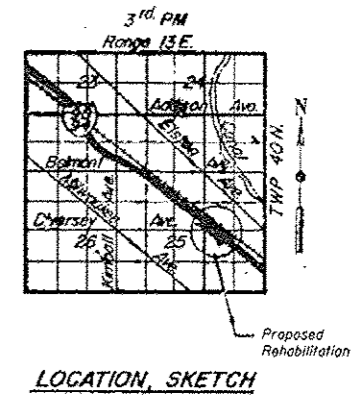 3rd. PM
Range 13 E.
23
24
Addison Ave.
Elston
Ave.
Belmont Ave.
Milwaukee
Ave.
Kimball
Ave.
Diversey Ave.
26
25
N
TWP 40 N.
Proposed
Rehabilitation
LOCATION SKETCH